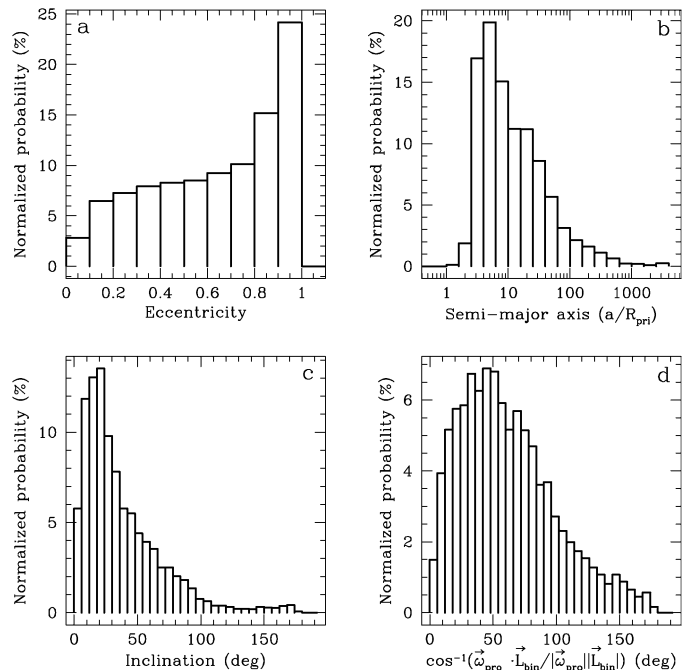 a
Normalized probability (%)
25
20
15
10
5
0
0 0.2 0.4 0.6 0.8 1
Eccentricity
b
Normalized probability (%)
20
15
10
5
0
1 10 100 1000
Semi-major axis (a/R_pri)
c
Normalized probability (%)
10
5
0
0 50 100 150
Inclination (deg)
d
Normalized probability (%)
6
4
2
0
0 50 100 150
cos⁻¹(ω⃗_pro · L⃗_bin/|ω⃗_pro||L⃗_bin|) (deg)